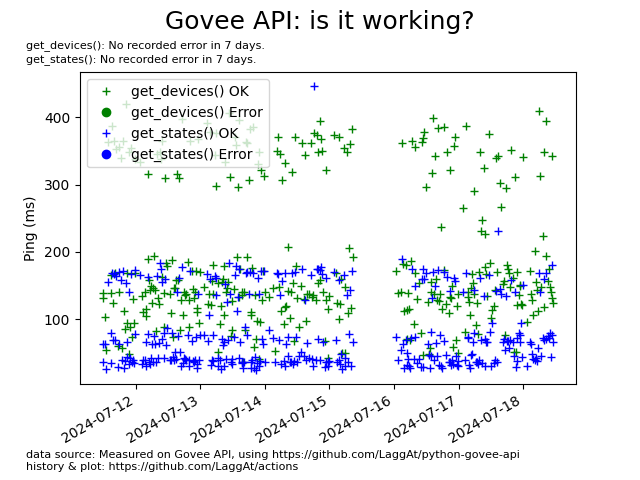 Govee API: is it working?
get_devices(): No recorded error in 7 days.
get_states(): No recorded error in 7 days.
get_devices() OK
get_devices() Error
get_states() OK
get_states() Error
Ping (ms)
400
300
200
100
2024-07-12
2024-07-13
2024-07-14
2024-07-15
2024-07-16
2024-07-17
2024-07-18
data source: Measured on Govee API, using https://github.com/LaggAt/python-govee-api
history & plot: https://github.com/LaggAt/actions